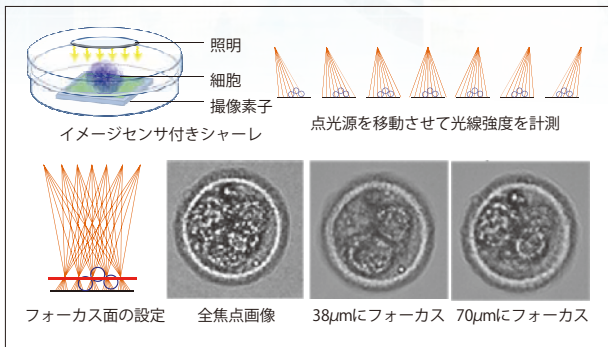 照明
細胞
撮像素子
イメージセンサ付きシャーレ
点光源を移動させて光線強度を計測
フォーカス面の設定
全焦点画像
38μmにフォーカス
70μmにフォーカス